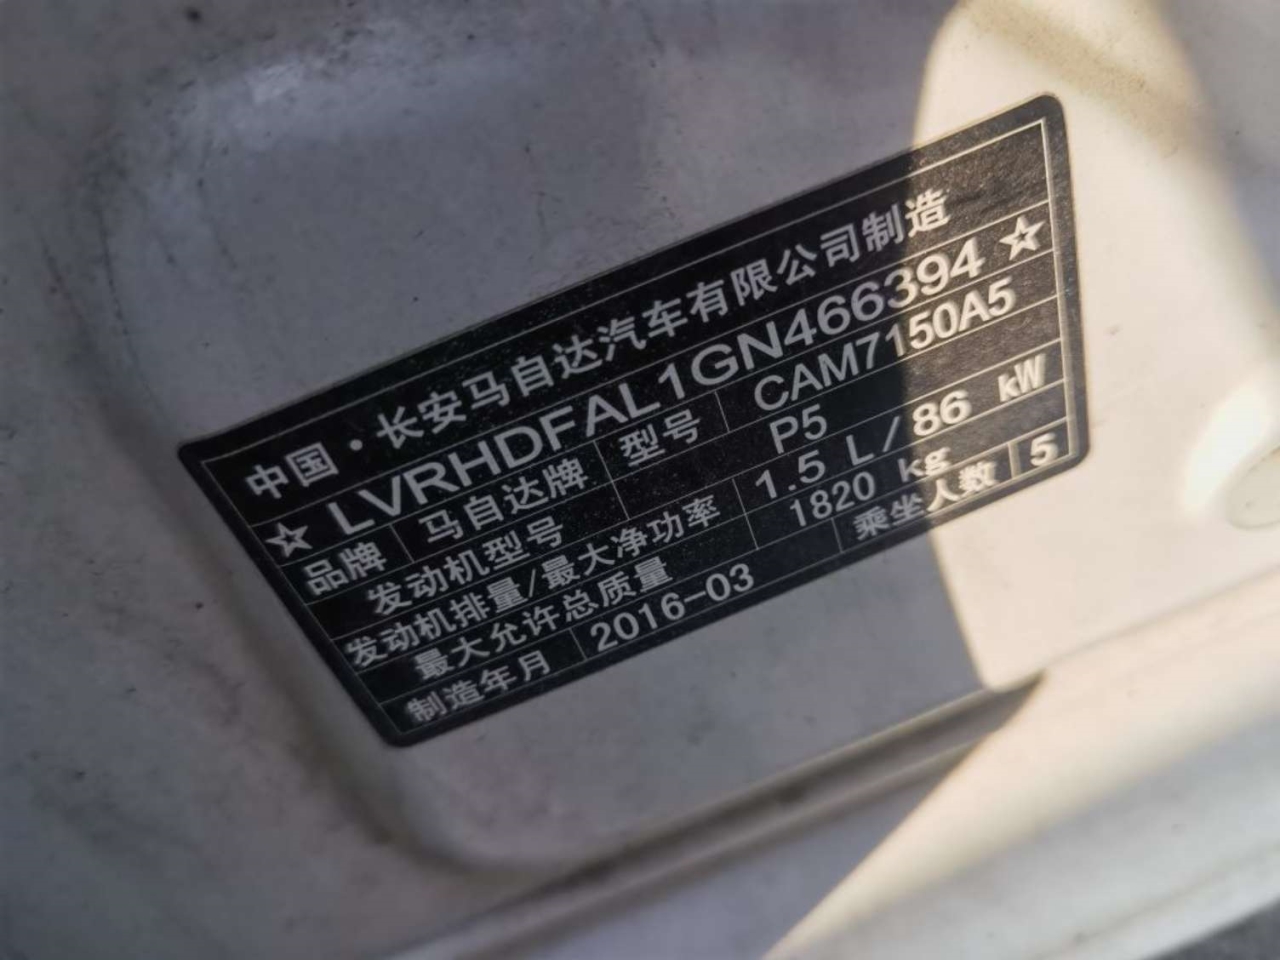 中国·长安马自达汽车有限公司制造
☆LVRHDFAL1GN466394☆
品牌 马自达牌 型号 CAM7150A5
发动机型号 P5
发动机排量/最大净功率 1.5 L/86 kW
最大允许总质量 1820 kg
制造年月 2016-03 乘坐人数 5